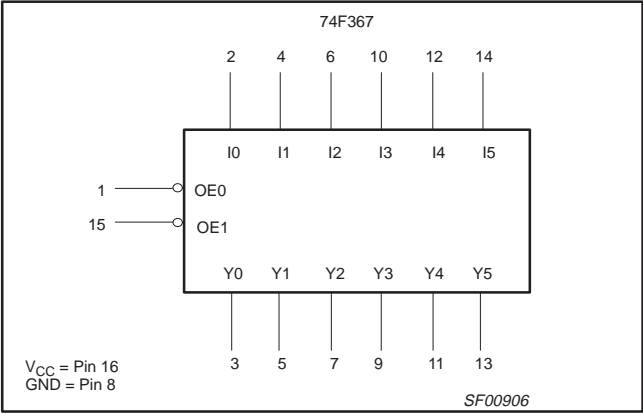 74F367
2 4 6 10 12 14
I0 I1 I2 I3 I4 I5
1 OE0
15 OE1
Y0 Y1 Y2 Y3 Y4 Y5
3 5 7 9 11 13
VCC = Pin 16
GND = Pin 8
SF00906